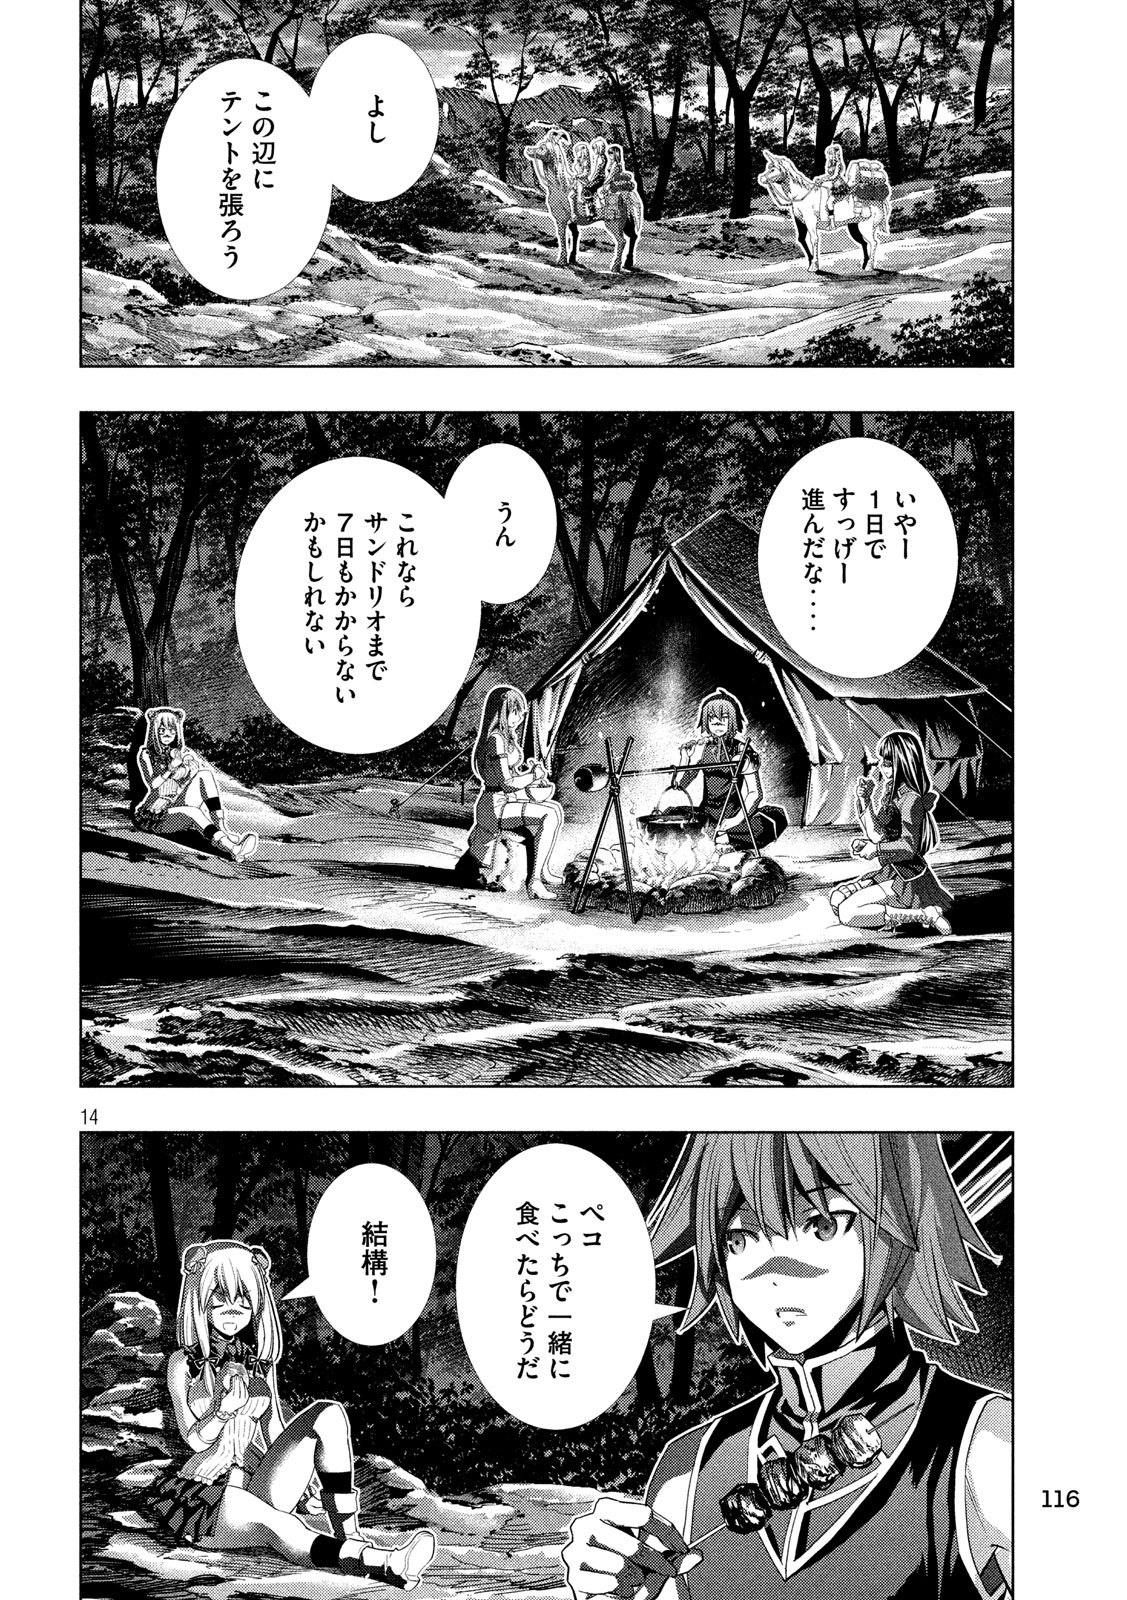 よし
この辺に
テントを張ろう
いやー
1日で
すっげー
進んだな‥‥
うん
これなら
サンドリオまで
7日もかからない
かもしれない
14
ペコ
こっちで一緒に
食べたらどうだ
結構!
116